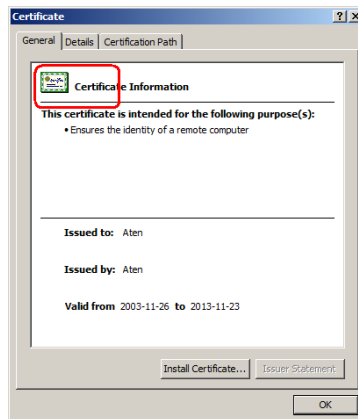 Certificate
General Details Certification Path
Certificate Information
This certificate is intended for the following purpose(s):
• Ensures the identity of a remote computer
Issued to: Aten
Issued by: Aten
Valid from 2003-11-26 to 2013-11-23
Install Certificate... Issuer Statement
OK